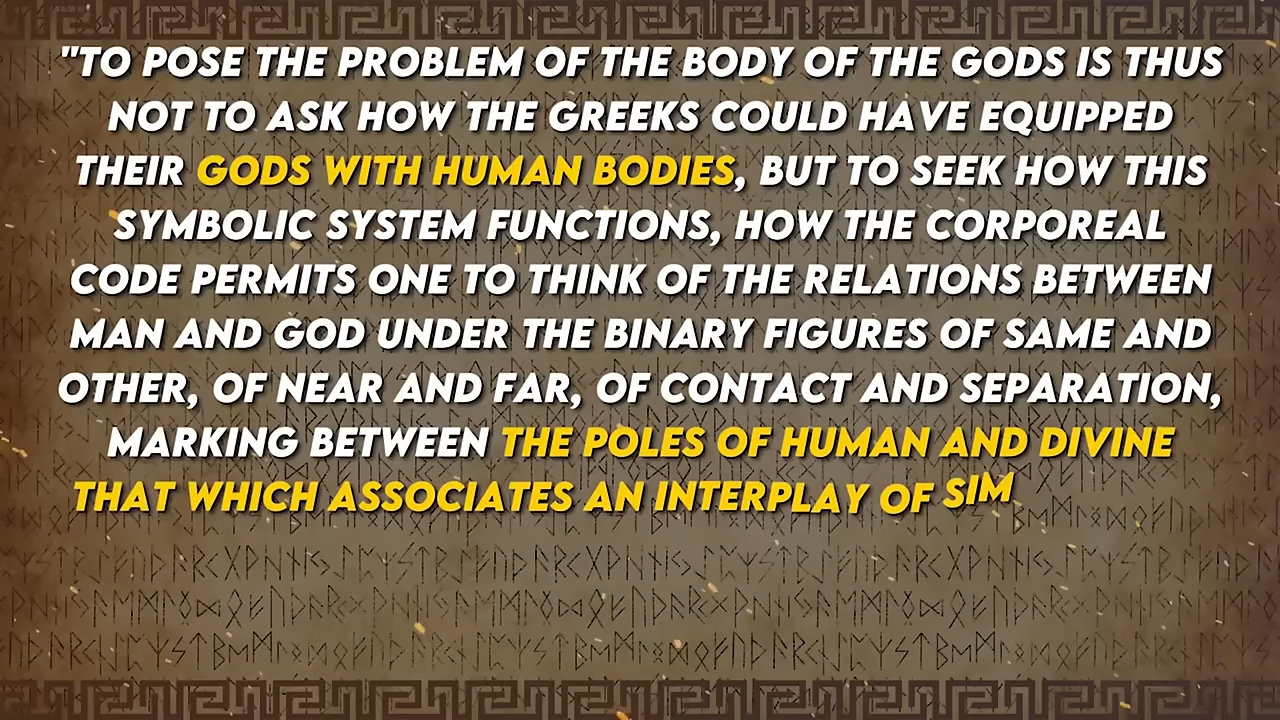 "TO POSE THE PROBLEM OF THE BODY OF THE GODS IS THUS
NOT TO ASK HOW THE GREEKS COULD HAVE EQUIPPED
THEIR GODS WITH HUMAN BODIES, BUT TO SEEK HOW THIS
SYMBOLIC SYSTEM FUNCTIONS, HOW THE CORPOREAL
CODE PERMITS ONE TO THINK OF THE RELATIONS BETWEEN
MAN AND GOD UNDER THE BINARY FIGURES OF SAME AND
OTHER, OF NEAR AND FAR, OF CONTACT AND SEPARATION,
MARKING BETWEEN THE POLES OF HUMAN AND DIVINE
THAT WHICH ASSOCIATES AN INTERPLAY OF SIM